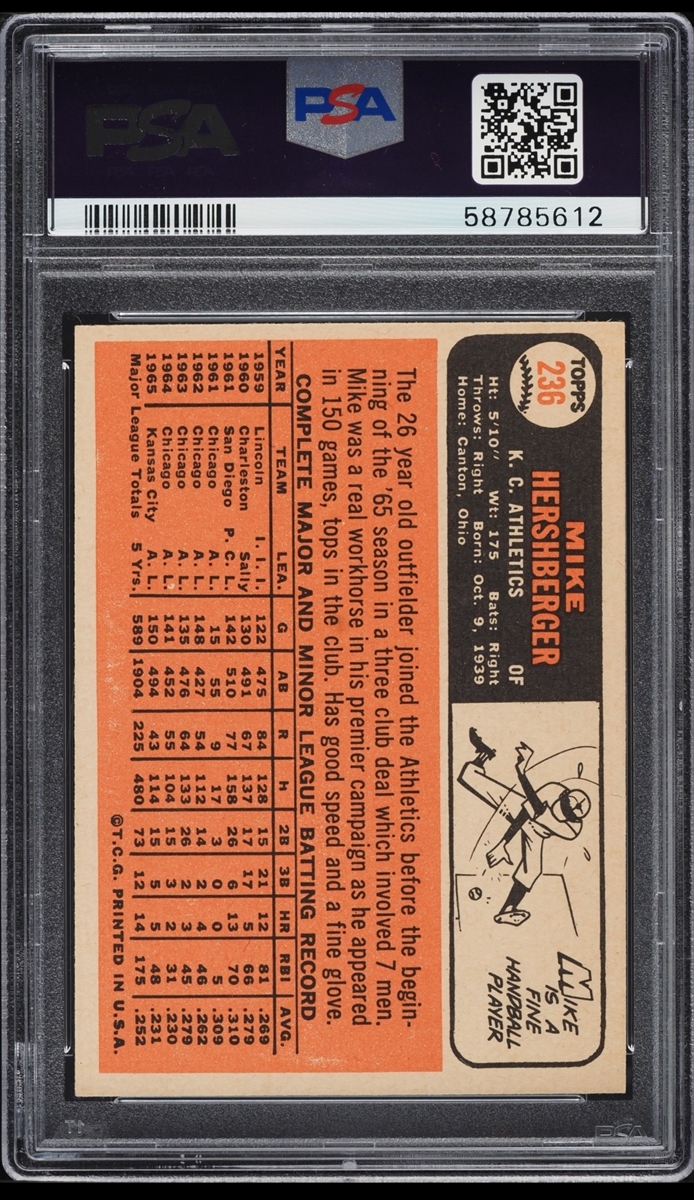 PSA
PSA
58785612
TOPPS
236
MIKE
HERSHBERGER
K. C. ATHLETICS OF
Ht: 5'10" Wt: 175 Bats: Right
Throws: Right Born: Oct. 9, 1939
Home: Canton, Ohio
MIKE
IS A
FINE
HANDBALL
PLAYER
The 26 year old outfielder joined the Athletics before the begin-
ning of the '65 season in a three club deal which involved 7 men.
Mike was a real workhorse in his premier campaign as he appeared
in 150 games, tops in the club. Has good speed and a fine glove.
COMPLETE MAJOR AND MINOR LEAGUE BATTING RECORD
YEAR TEAM LEA. G AB R H 2B 3B HR RBI AVG.
1959 Lincoln I. I. I. 122 475 84 128 15 21 12 81 .269
1960 Charleston Sally 130 491 67 137 17 17 5 66 .279
1961 San Diego P. C. L. 142 510 77 158 26 6 13 70 .310
1961 Chicago A. L. 15 55 9 17 3 0 0 5 .309
1962 Chicago A. L. 148 427 54 112 14 2 4 46 .262
1963 Chicago A. L. 135 476 64 133 26 2 3 45 .279
1964 Chicago A. L. 141 452 55 104 15 3 2 31 .230
1965 Kansas City A. L. 150 494 43 114 15 5 5 48 .231
Major League Totals 5 Yrs. 589 1904 225 480 73 12 14 175 .252
©T.C.G. PRINTED IN U.S.A.
PSA